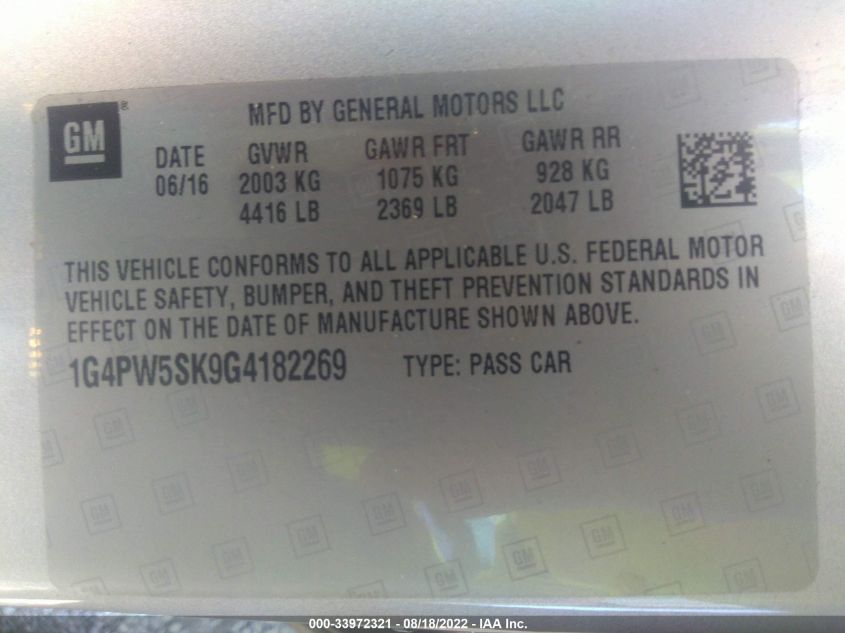 GM
MFD BY GENERAL MOTORS LLC
DATE GVWR GAWR FRT GAWR RR
06/16 2003 KG 1075 KG 928 KG
4416 LB 2369 LB 2047 LB
THIS VEHICLE CONFORMS TO ALL APPLICABLE U.S. FEDERAL MOTOR
VEHICLE SAFETY, BUMPER, AND THEFT PREVENTION STANDARDS IN
EFFECT ON THE DATE OF MANUFACTURE SHOWN ABOVE.
1G4PW5SK9G4182269 TYPE: PASS CAR
000-33972321 - 08/18/2022 - IAA Inc.